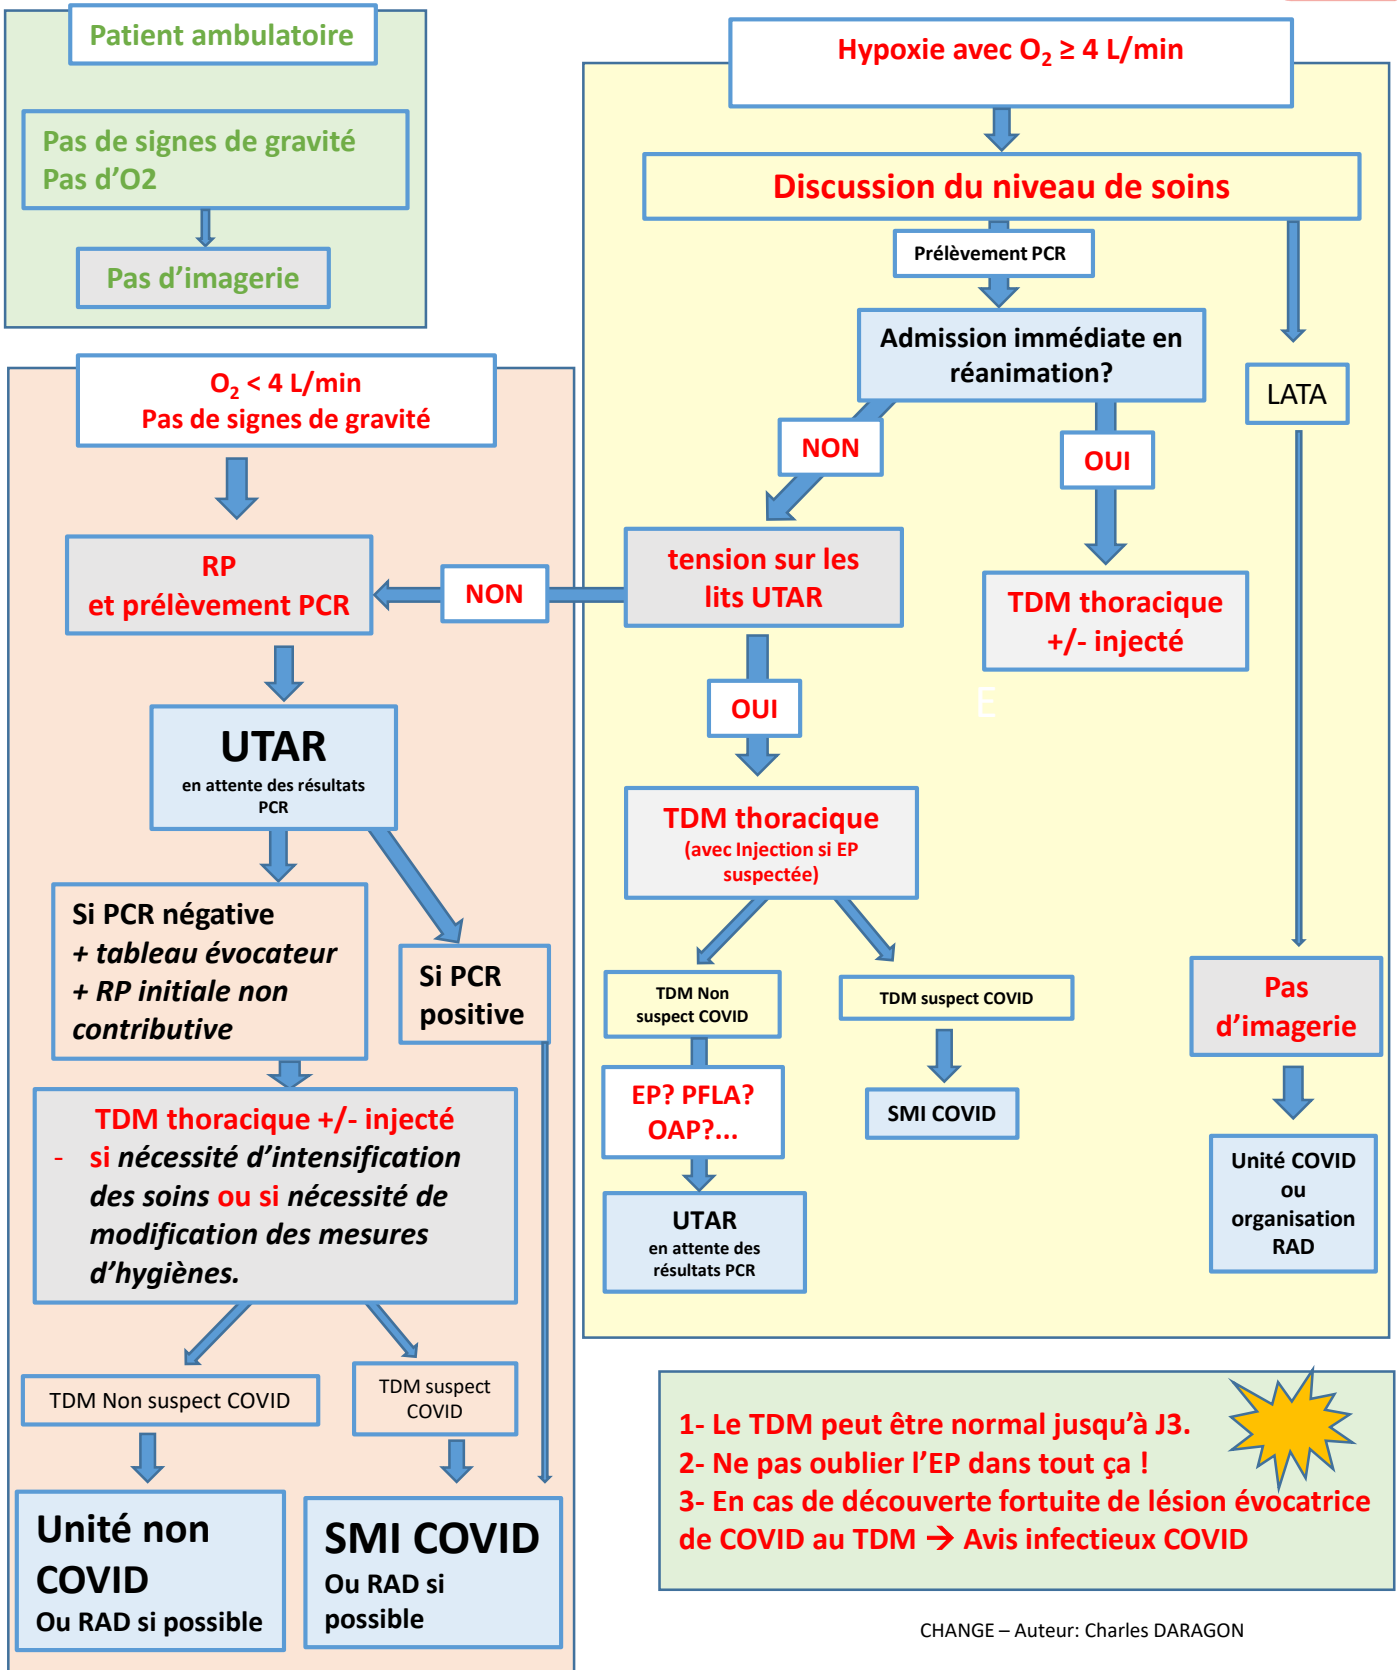 Patient ambulatoire
Pas de signes de gravité
Pas d’O2
Pas d’imagerie
Hypoxie avec O₂ ≥ 4 L/min
Discussion du niveau de soins
Prélèvement PCR
Admission immédiate en
réanimation?
LATA
NON
OUI
tension sur les
lits UTAR
NON
TDM thoracique
+/- injecté
E
OUI
TDM thoracique
(avec Injection si EP
suspectée)
TDM Non
suspect COVID
TDM suspect COVID
EP? PFLA?
OAP?...
SMI COVID
UTAR
en attente des
résultats PCR
Pas
d’imagerie
Unité COVID
ou
organisation
RAD
O₂ < 4 L/min
Pas de signes de gravité
RP
et prélèvement PCR
UTAR
en attente des résultats
PCR
Si PCR négative
+ tableau évocateur
+ RP initiale non
contributive
Si PCR
positive
TDM thoracique +/- injecté
- si nécessité d’intensification
des soins ou si nécessité de
modification des mesures
d’hygiènes.
TDM Non suspect COVID
TDM suspect
COVID
Unité non
COVID
Ou RAD si possible
SMI COVID
Ou RAD si
possible
1- Le TDM peut être normal jusqu’à J3.
2- Ne pas oublier l’EP dans tout ça !
3- En cas de découverte fortuite de lésion évocatrice
de COVID au TDM → Avis infectieux COVID
CHANGE – Auteur: Charles DARAGON